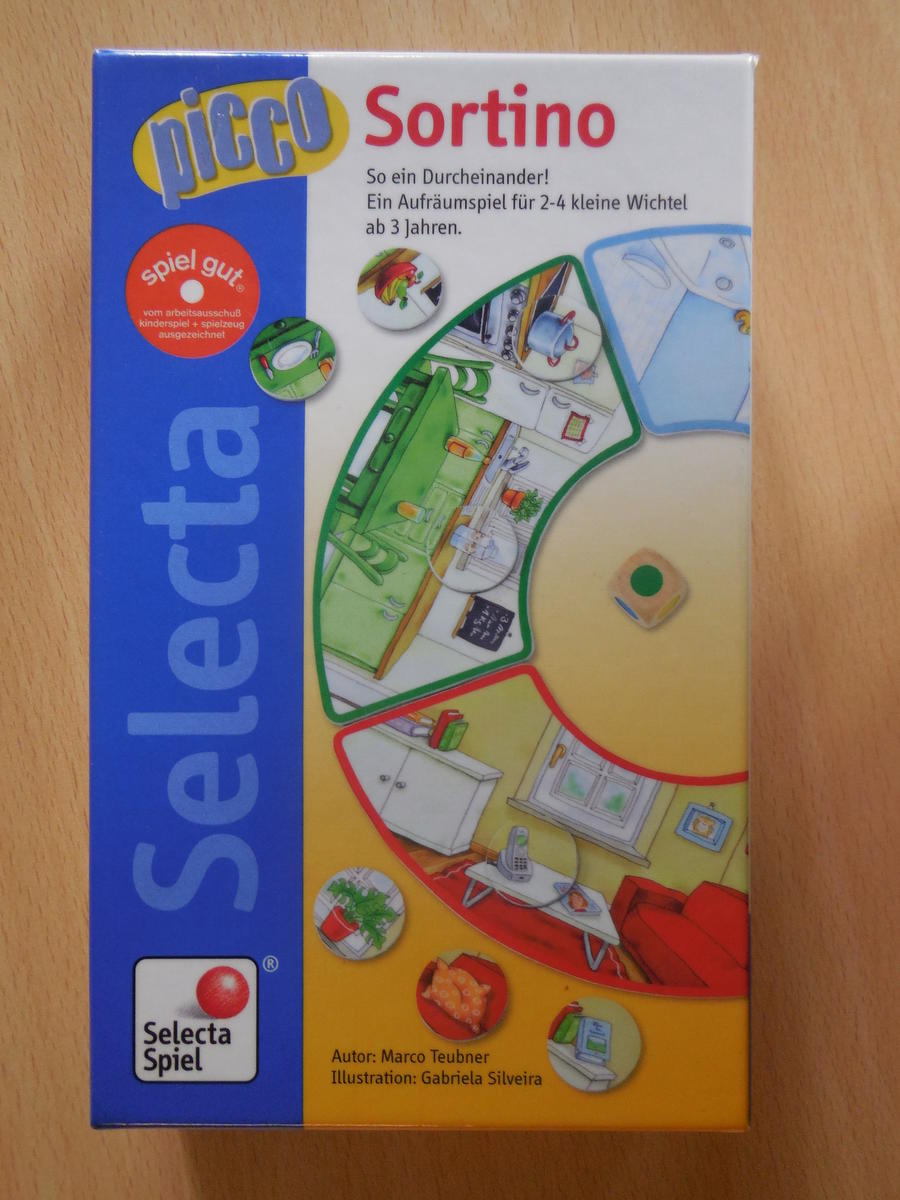 picco
Sortino
So ein Durcheinander!
Ein Aufräumspiel für 2-4 kleine Wichtel
ab 3 Jahren.
spiel gut®
vom arbeitsausschuß
kinderspiel + spielzeug
ausgezeichnet
Selecta
®
Selecta
Spiel
Autor: Marco Teubner
Illustration: Gabriela Silveira